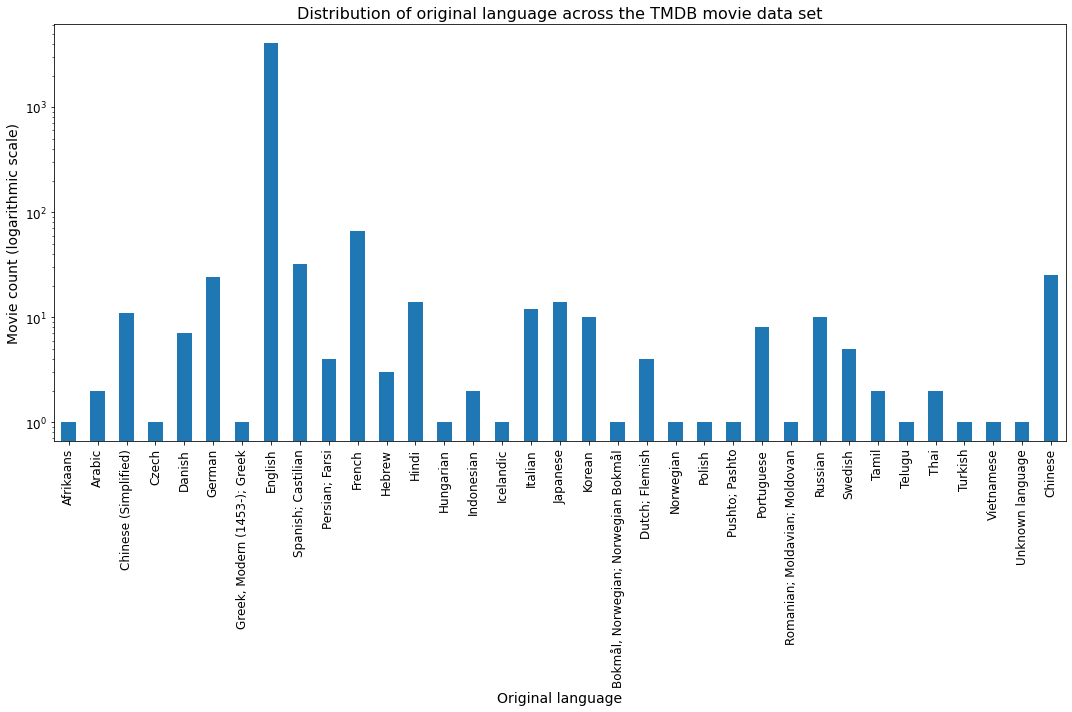 Distribution of original language across the TMDB movie data set
Movie count (logarithmic scale)
10³
10²
10¹
10⁰
Afrikaans
Arabic
Chinese (Simplified)
Czech
Danish
German
Greek, Modern (1453-); Greek
English
Spanish; Castilian
Persian; Farsi
French
Hebrew
Hindi
Hungarian
Indonesian
Icelandic
Italian
Japanese
Korean
Bokmål, Norwegian; Norwegian Bokmål
Dutch; Flemish
Norwegian
Polish
Pushto; Pashto
Portuguese
Romanian; Moldavian; Moldovan
Russian
Swedish
Tamil
Telugu
Thai
Turkish
Vietnamese
Unknown language
Chinese
Original language